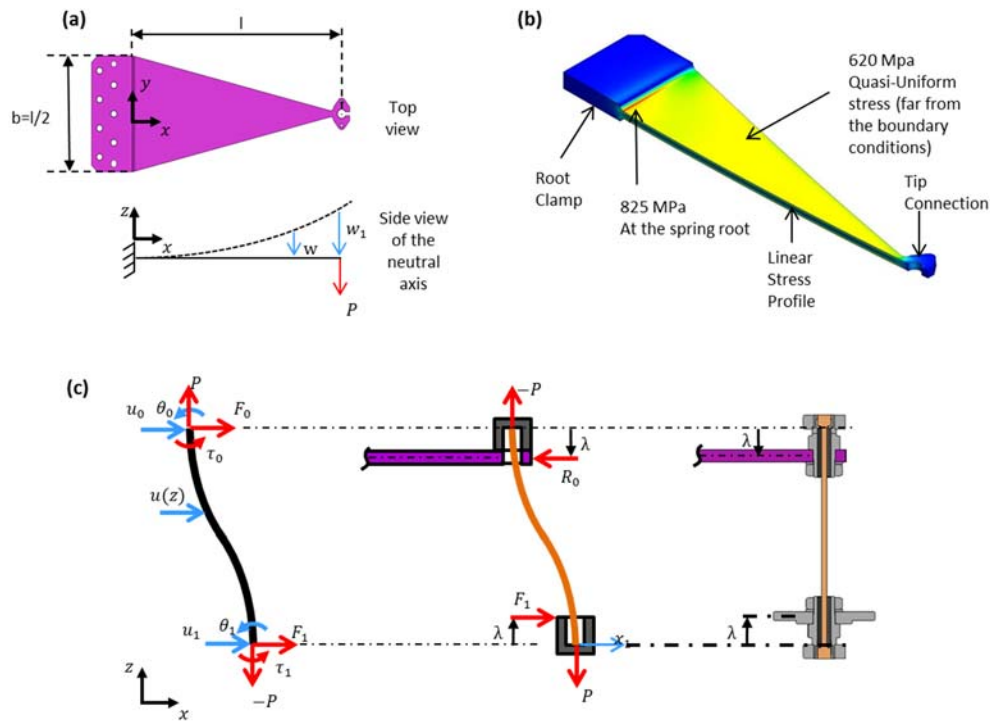 (a)
l
b=l/2
y
x
Top
view
z
x
w
w₁
P
Side view
of the
neutral
axis
(b)
620 Mpa
Quasi-Uniform
stress (far from
the boundary
conditions)
Root
Clamp
825 MPa
At the spring root
Linear
Stress
Profile
Tip
Connection
(c)
P
u₀
θ₀
F₀
τ₀
u(z)
u₁
θ₁
F₁
τ₁
-P
z
x
-P
λ
R₀
F₁
λ
x₁
P
λ
λ